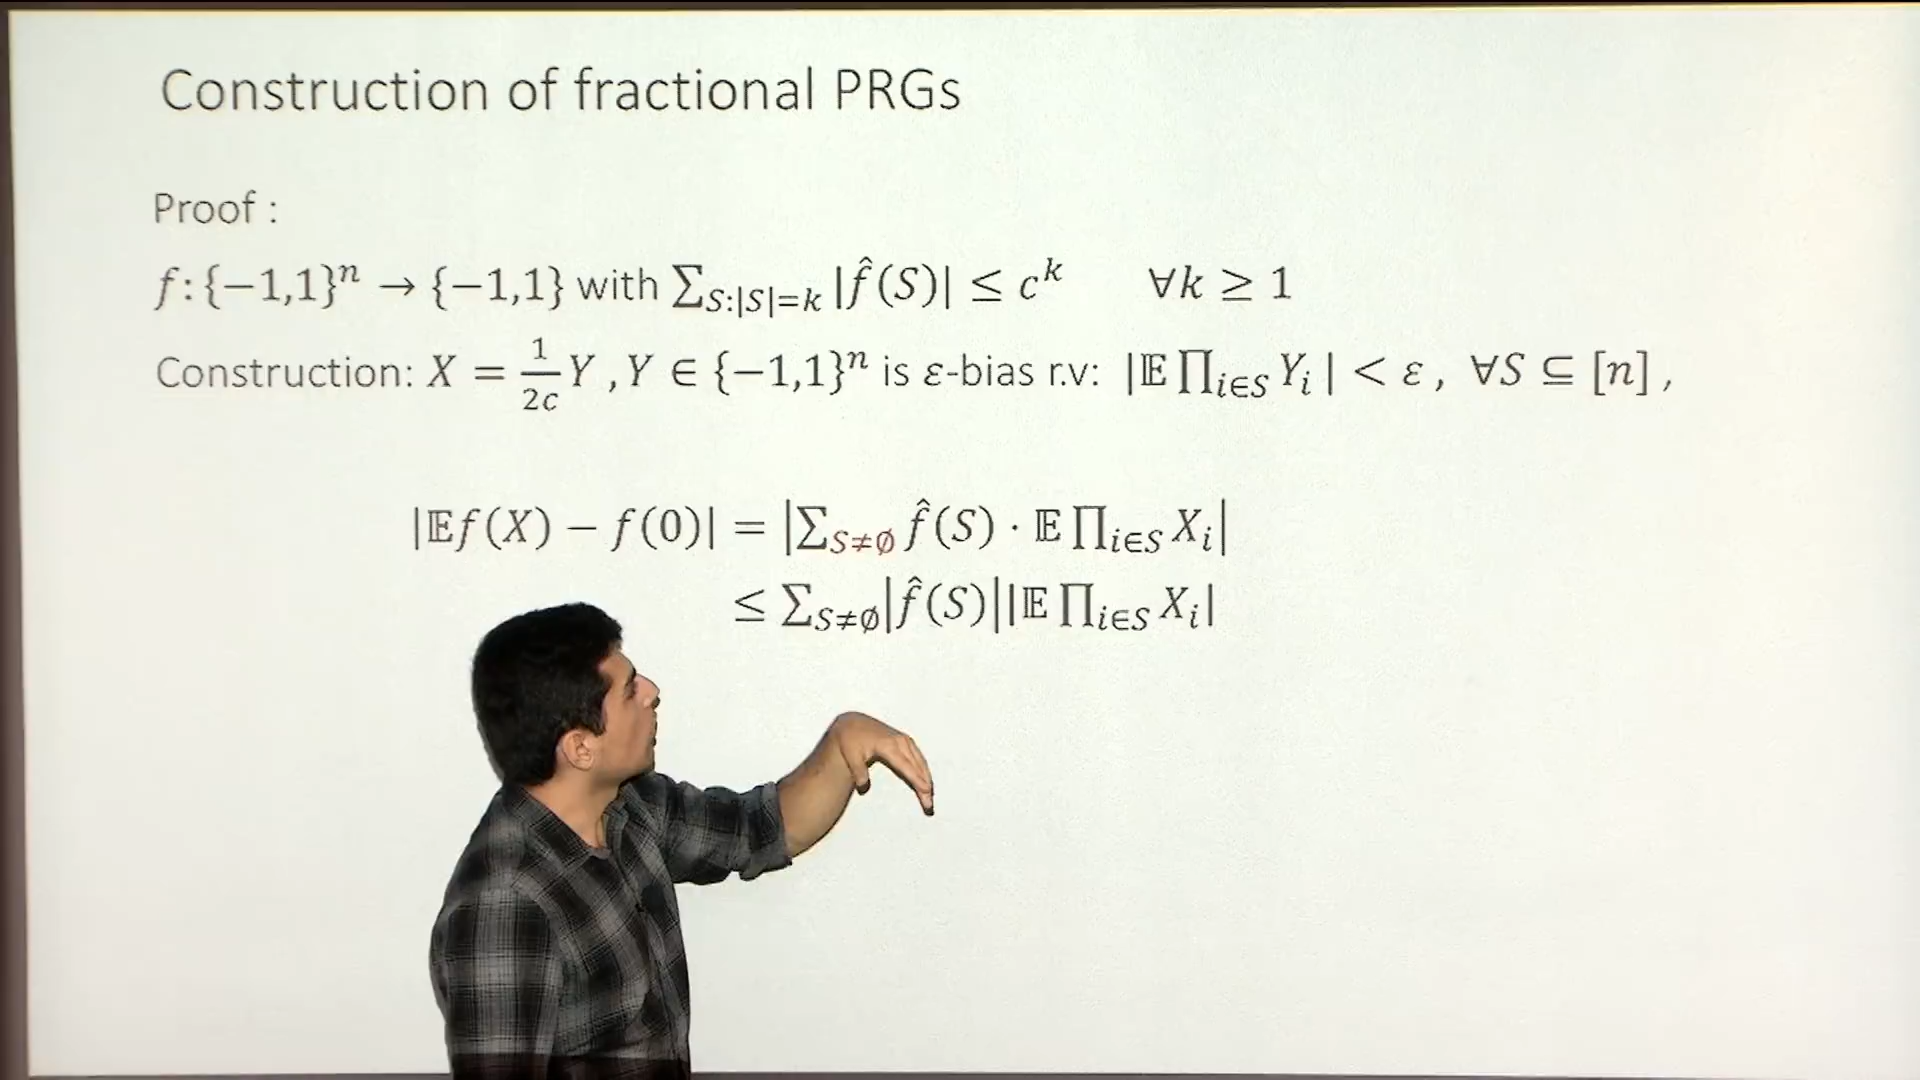 Construction of fractional PRGs
Proof :
f: {−1,1}ⁿ → {−1,1} with ∑_{S:|S|=k} |f̂(S)| ≤ cᵏ ∀k ≥ 1
Construction: X = 1/2c Y , Y ∈ {−1,1}ⁿ is ε-bias r.v: |𝔼 ∏_{i∈S} Y_i | < ε , ∀S ⊆ [n] ,
|𝔼f(X) − f(0)| = |∑_{S≠∅} f̂(S) · 𝔼 ∏_{i∈S} X_i|
≤ ∑_{S≠∅}|f̂(S)||𝔼 ∏_{i∈S} X_i|